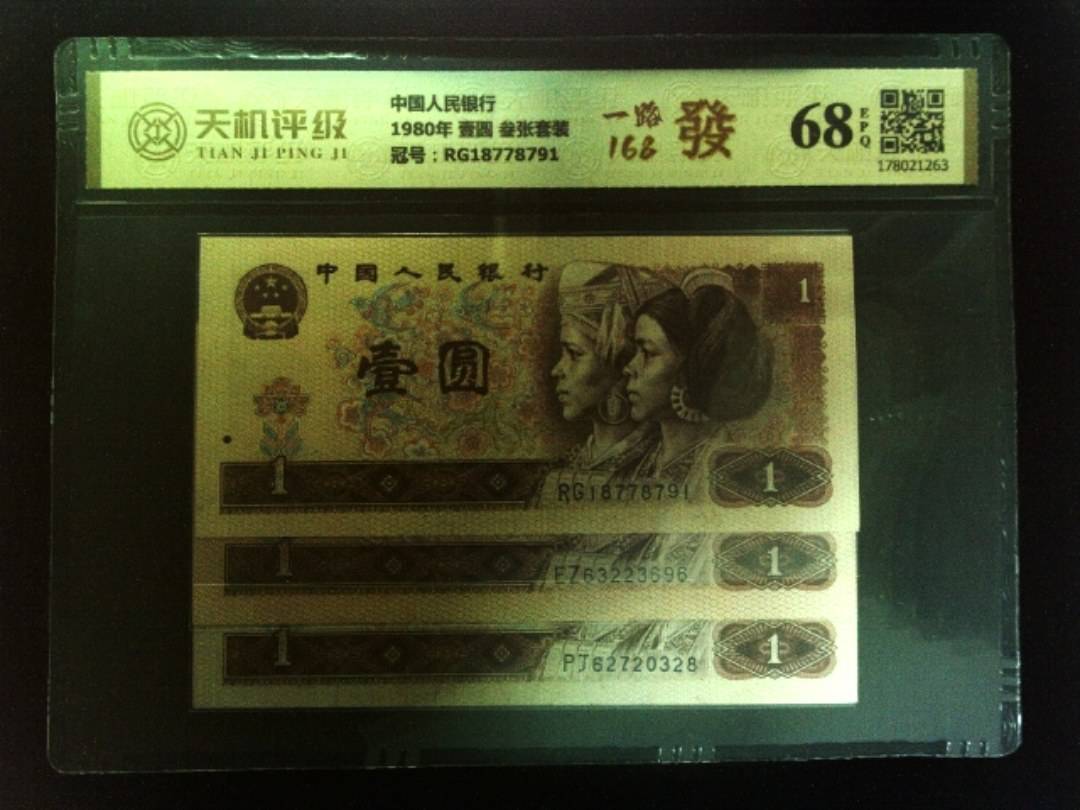 天机评级
TIAN JI PING JI
中国人民银行
1980年 壹圆 叁张套装
冠号：RG18778791
一路
168
發
68
EPQ
178021263
中国人民银行
壹圆
1
1
RG18778791
1
1
EZ63223696
1
1
PJ62720328
1